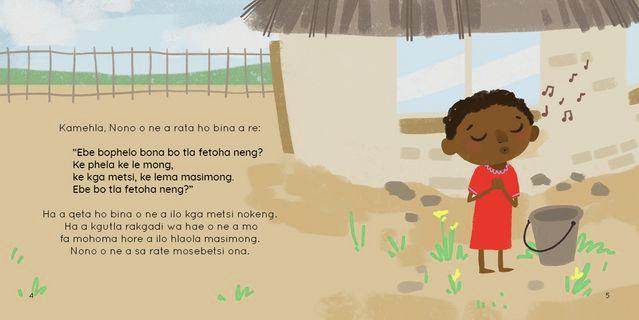 Kamehla, Nono o ne a rata ho bina a re:
“Ebe bophelo bona bo tla fetoha neng?
Ke phela ke le mong,
ke kga metsi, ke lema masimong.
Ebe bo tla fetoha neng?”
Ha a qeta ho bina o ne a ilo kga metsi nokeng.
Ha a kgutla rakgadi wa hae o ne a mo
fa mohoma hore a ilo hlaola masimong.
Nono o ne a sa rate mosebetsi ona.
4
5